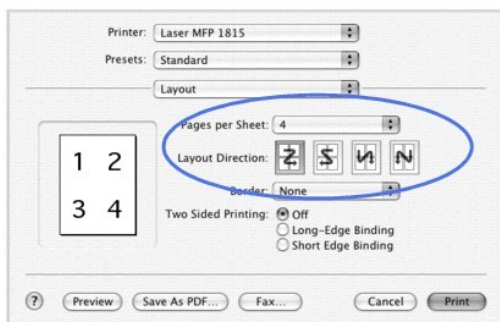 Printer: Laser MFP 1815
Presets: Standard
Layout
Pages per Sheet: 4
Layout Direction:
1 2
3 4
Border: None
Two Sided Printing: Off
Long-Edge Binding
Short Edge Binding
? Preview Save As PDF... Fax... Cancel Print